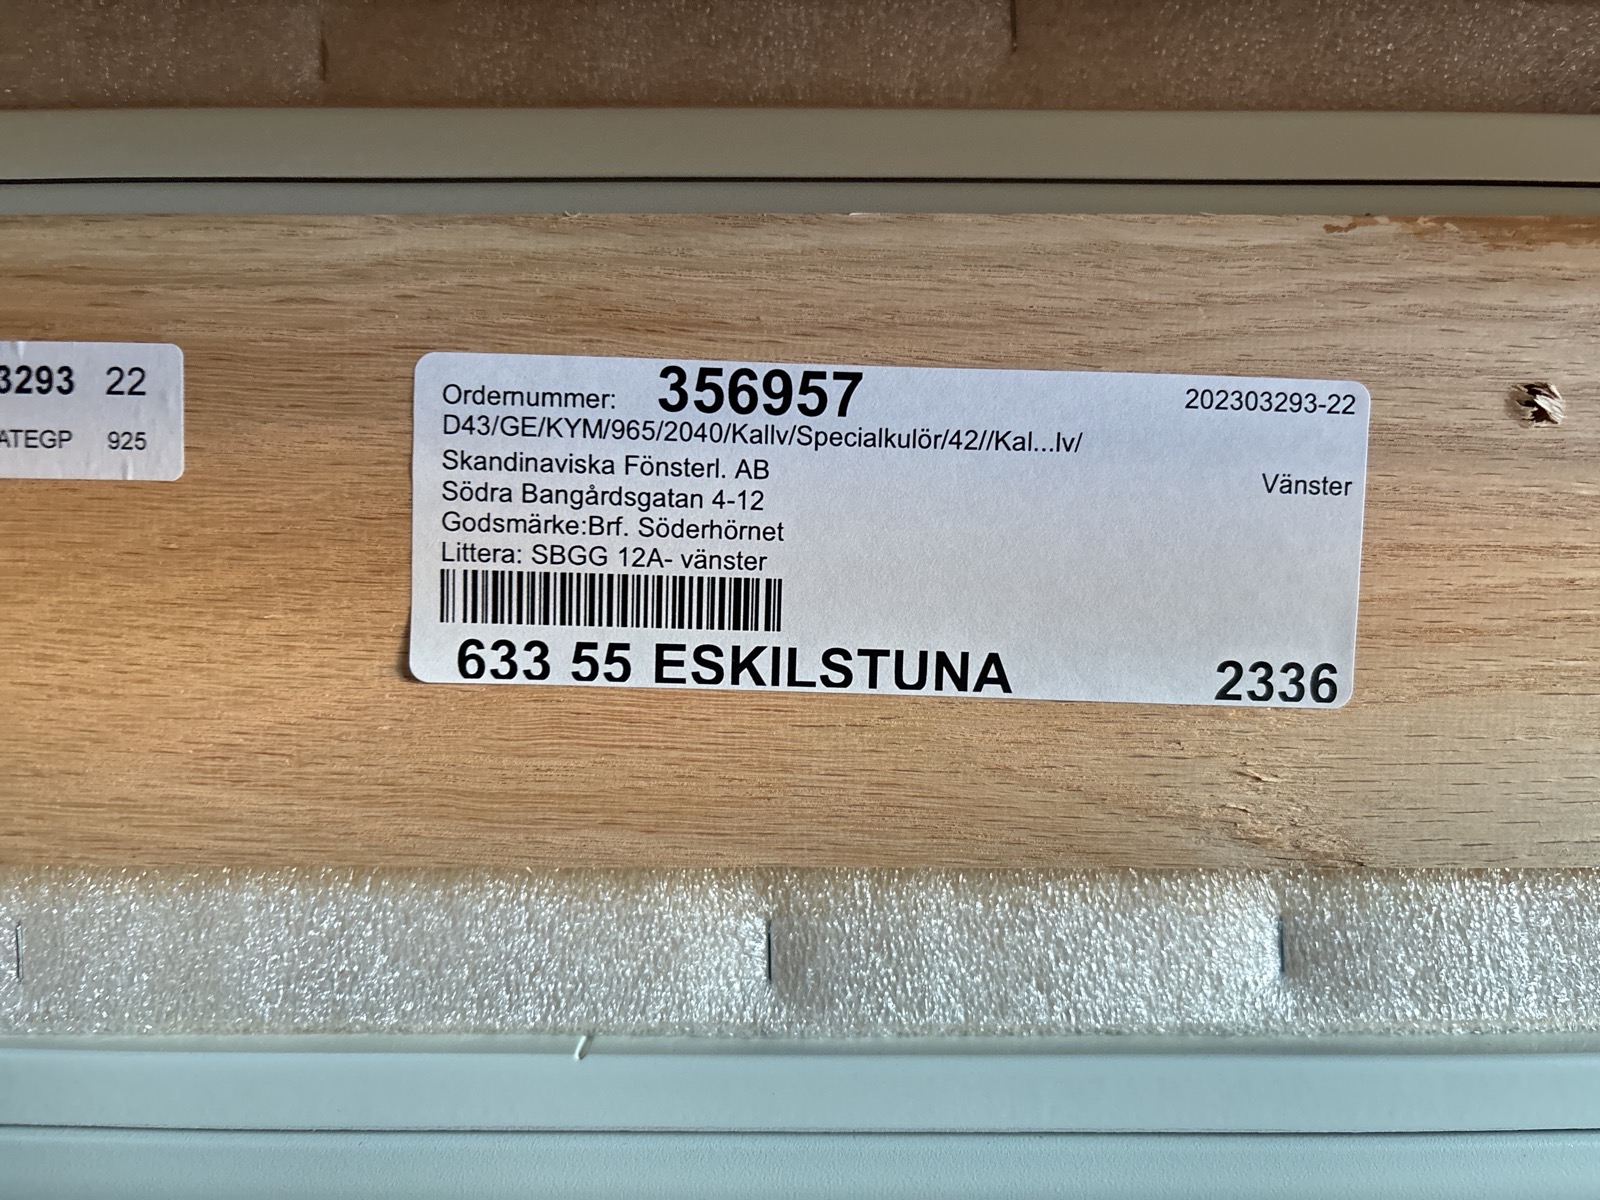 3293 22
ATEGP 925
Ordernummer: 356957 202303293-22
D43/GE/KYM/965/2040/Kallv/Specialkulör/42//Kal...lv/
Skandinaviska Fönsterl. AB
Vänster
Södra Bangårdsgatan 4-12
Godsmärke:Brf. Söderhörnet
Littera: SBGG 12A- vänster
633 55 ESKILSTUNA 2336